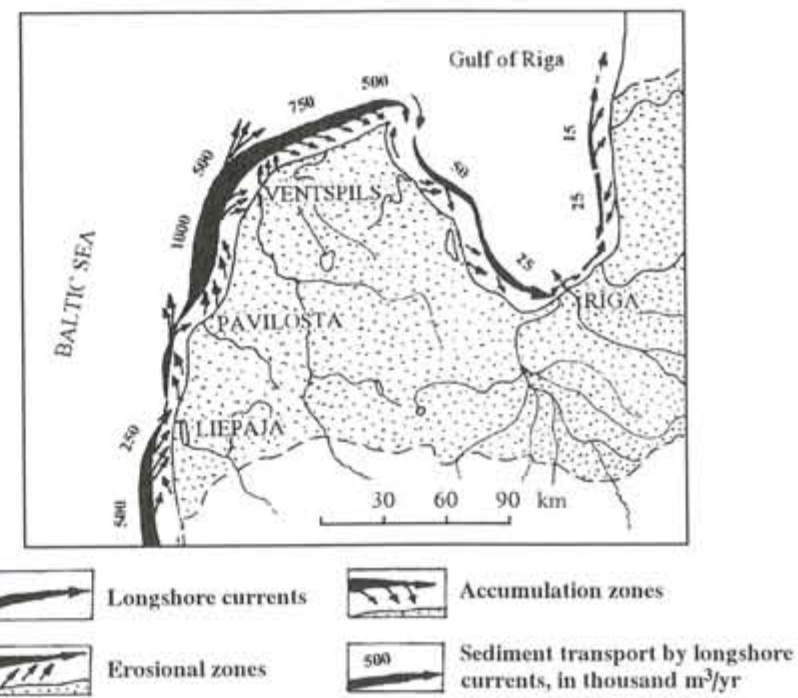 Gulf of Riga
500
750
500
1000
50
15
25
25
VENTSPILS
BALTIC SEA
RIGA
PAVILOSTA
LIEPAJA
250
500
30 60 90 km
Longshore currents
Accumulation zones
Erosional zones
500
Sediment transport by longshore
currents, in thousand m³/yr